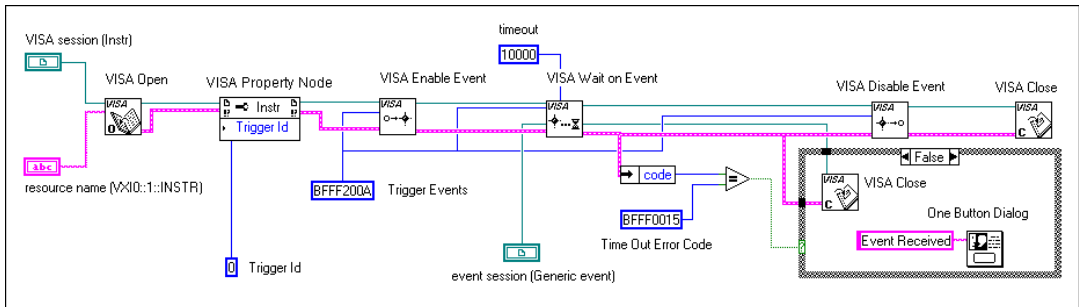 timeout
VISA session (Instr)
10000
VISA Open
VISA Property Node
VISA Enable Event
VISA Wait on Event
VISA Disable Event
VISA Close
VISA
O
Instr
Trigger Id
VISA
VISA
VISA
VISA
C
abc
resource name (VXI0::1::INSTR)
BFFF200A
Trigger Events
code
=
False
VISA
C
VISA Close
BFFF0015
Time Out Error Code
One Button Dialog
Event Received
?
0
Trigger Id
event session (Generic event)